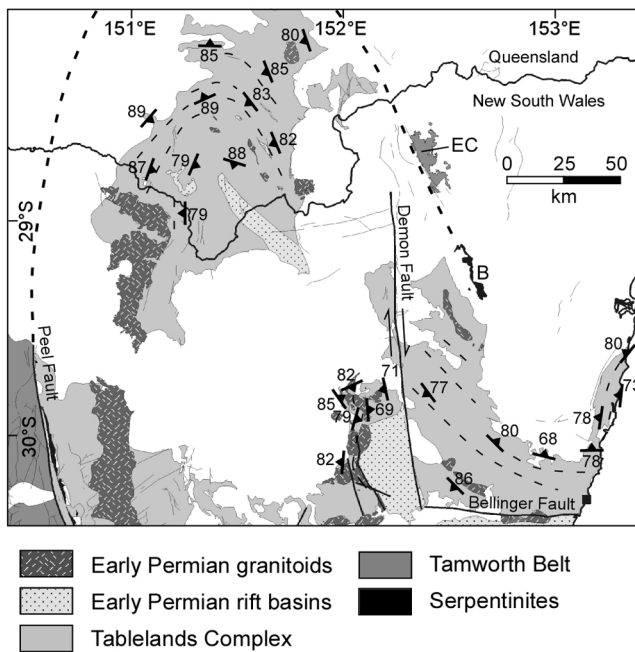 151°E
152°E
153°E
80
85
85
Queensland
New South Wales
83
89
89
82
EC
87
79
88
0 25 50
km
79
29°S
Demon Fault
B
Peel Fault
80
82
71
73
85
77
79
69
78
30°S
80
68
78
82
86
Bellinger Fault
Early Permian granitoids
Tamworth Belt
Early Permian rift basins
Serpentinites
Tablelands Complex